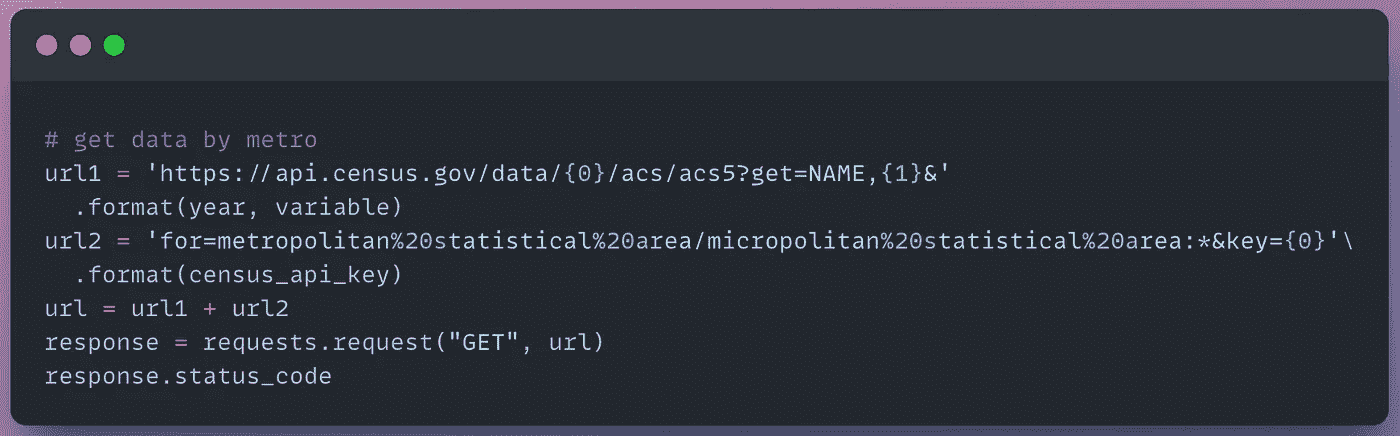 # get data by metro
url1 = 'https://api.census.gov/data/{0}/acs/acs5?get=NAME,{1}&'
  .format(year, variable)
url2 = 'for=metropolitan%20statistical%20area/micropolitan%20statistical%20area:*&key={0}'\
  .format(census_api_key)
url = url1 + url2
response = requests.request("GET", url)
response.status_code